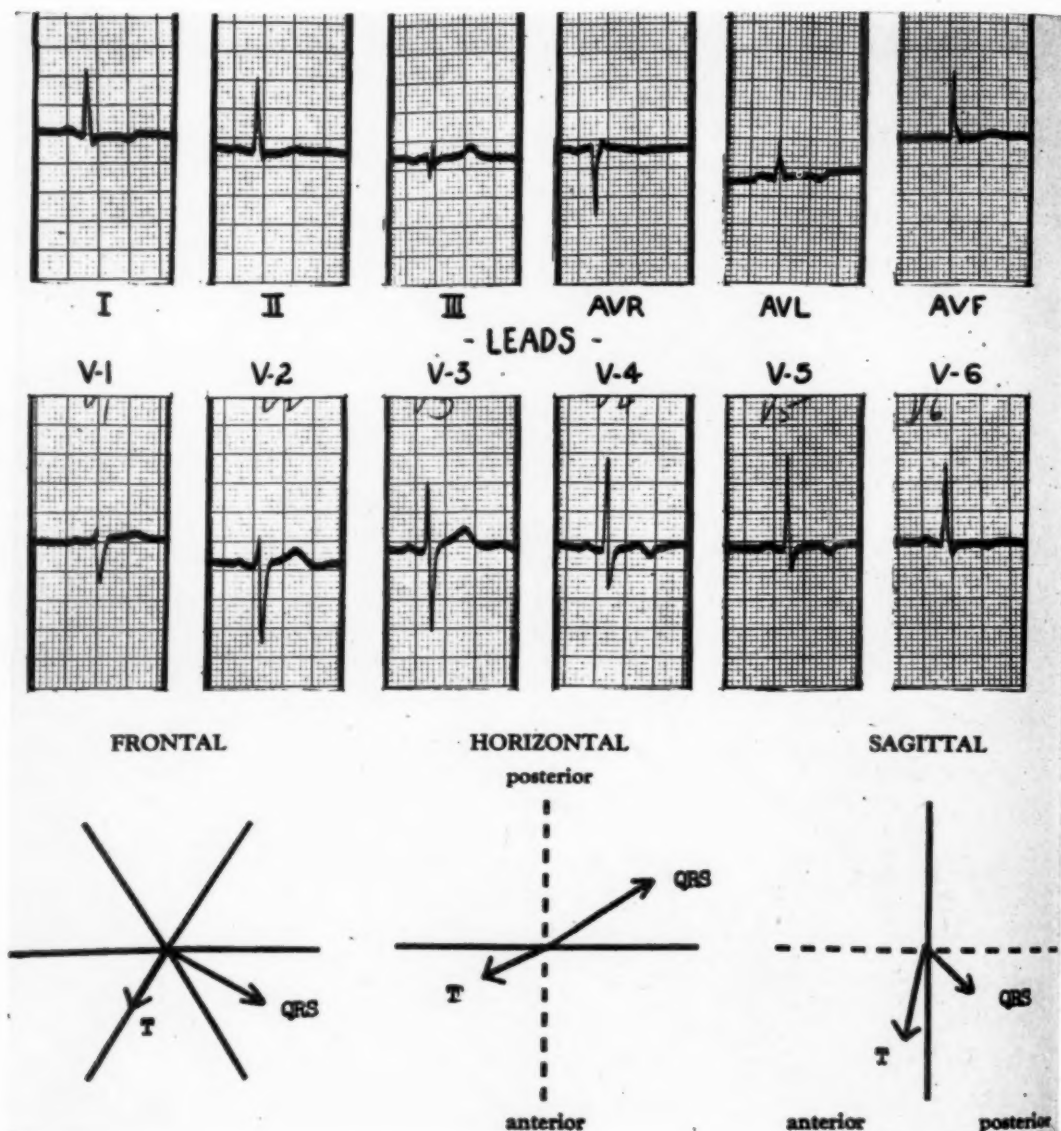 I II III AVR AVL AVF
- LEADS -
V-1 V-2 V-3 V-4 V-5 V-6
V1 V2 V3 V4 V5 V6
FRONTAL HORIZONTAL SAGITTAL
posterior
QRS
T QRS T QRS
T
anterior anterior posterior